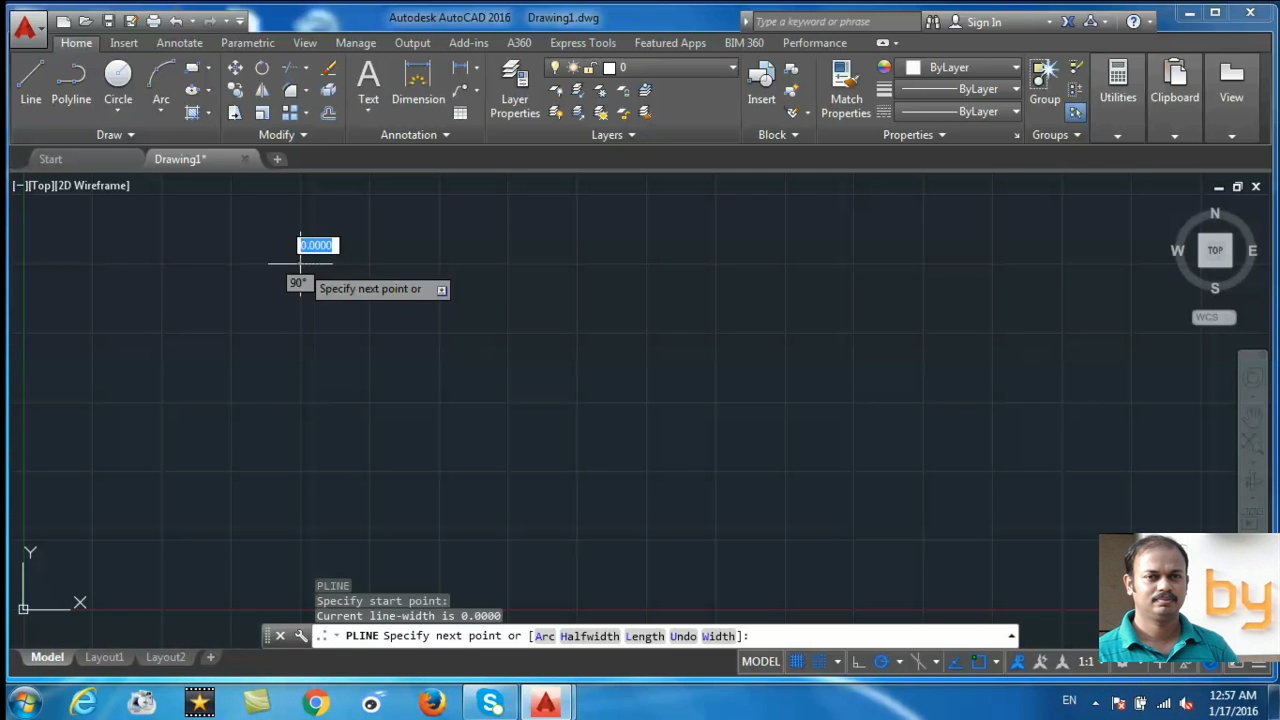 Autodesk AutoCAD 2016 Drawing1.dwg
Type a keyword or phrase
Sign In
Home Insert Annotate Parametric View Manage Output Add-ins A360 Express Tools Featured Apps BIM 360 Performance
Line Polyline Circle Arc
Text Dimension
Layer Properties
0
Insert
Match Properties
ByLayer
ByLayer
ByLayer
Group
Utilities
Clipboard
View
Draw Modify Annotation Layers Block Properties Groups
Start Drawing1*
[−][Top][2D Wireframe]
N
W TOP E
S
WCS
0.0000
90°
Specify next point or
Y
X
PLINE
Specify start point:
Current line-width is 0.0000
PLINE Specify next point or [Arc Halfwidth Length Undo Width]:
by
Model Layout1 Layout2
MODEL
1:1
EN
12:57 AM
1/17/2016